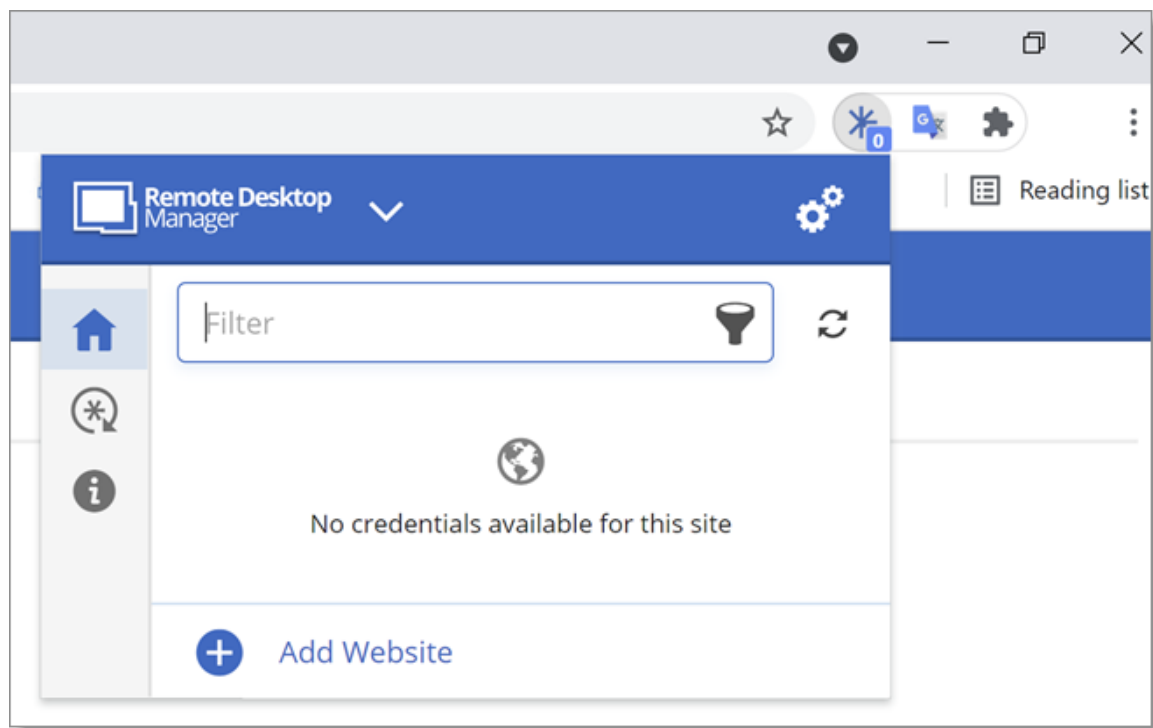 0
G
Reading list
Remote Desktop
Manager
Filter
No credentials available for this site
Add Website